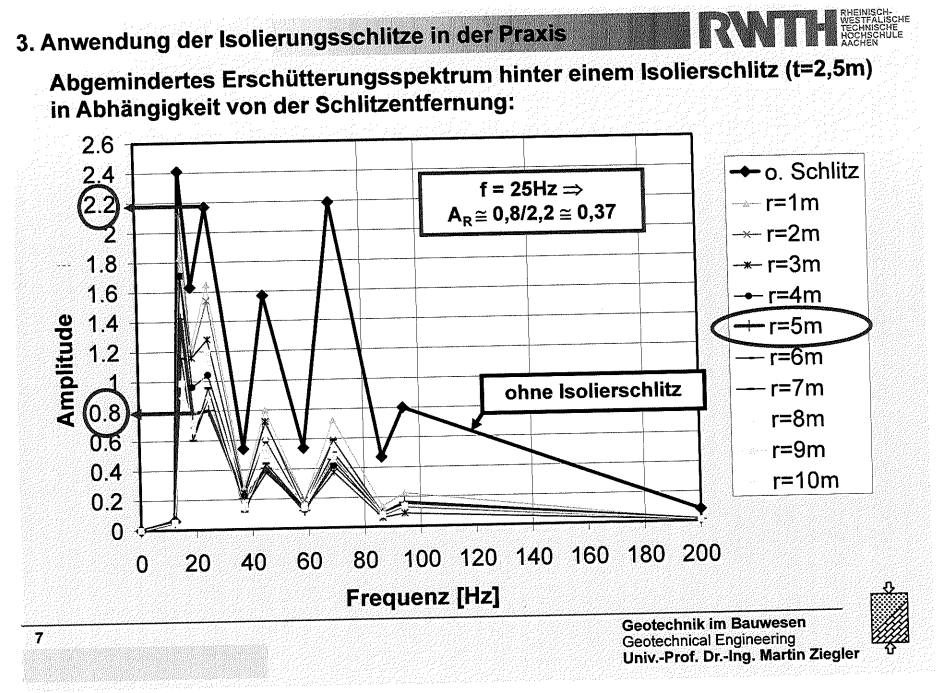 3. Anwendung der Isolierungsschlitze in der Praxis
RWTH
RHEINISCH-
WESTFÄLISCHE
TECHNISCHE
HOCHSCHULE
AACHEN
Abgemindertes Erschütterungsspektrum hinter einem Isolierschlitz (t=2,5m)
in Abhängigkeit von der Schlitzentfernung:
2.6
2.4
2.2
2
1.8
1.6
1.4
1.2
1
0.8
0.6
0.4
0.2
0
Amplitude
f = 25Hz ⇒
A_R ≅ 0,8/2,2 ≅ 0,37
ohne Isolierschlitz
o. Schlitz
r=1m
r=2m
r=3m
r=4m
r=5m
r=6m
r=7m
r=8m
r=9m
r=10m
0 20 40 60 80 100 120 140 160 180 200
Frequenz [Hz]
7
Geotechnik im Bauwesen
Geotechnical Engineering
Univ.-Prof. Dr.-Ing. Martin Ziegler